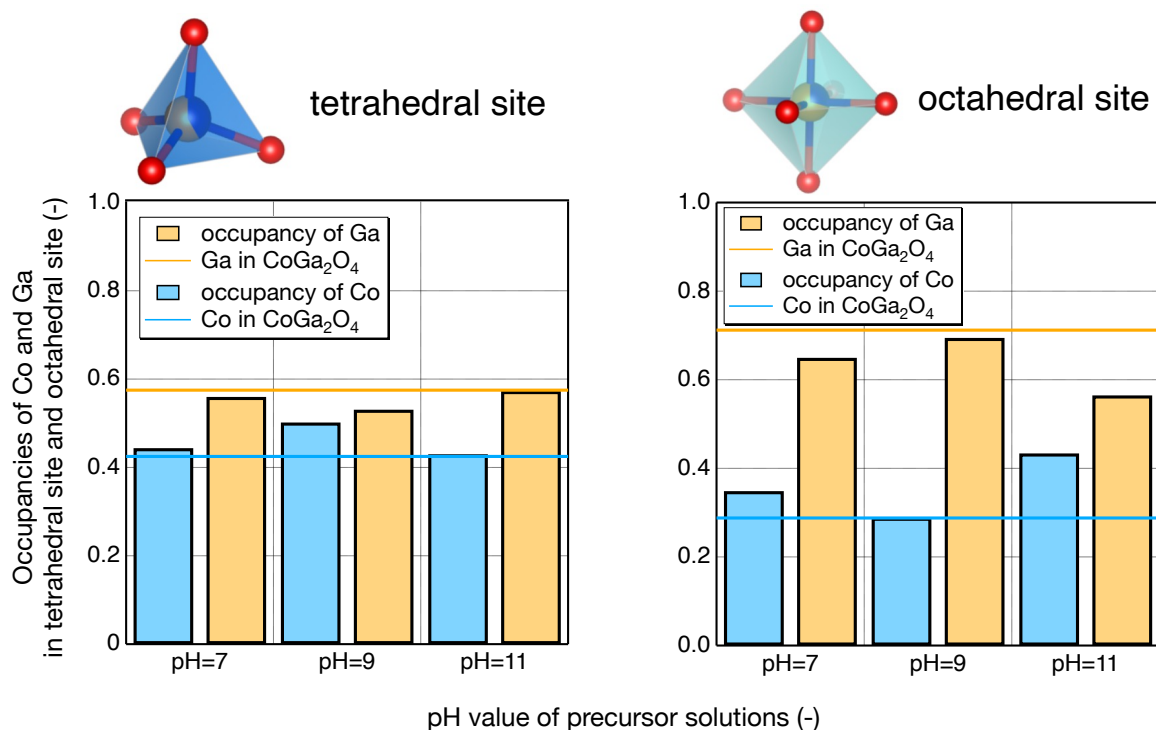 tetrahedral site
octahedral site
Occupancies of Co and Ga
in tetrahedral site and octahedral site (-)
1.0
0.8
0.6
0.4
0.2
0
occupancy of Ga
Ga in CoGa₂O₄
occupancy of Co
Co in CoGa₂O₄
pH=7
pH=9
pH=11
1.0
0.8
0.6
0.4
0.2
0.0
occupancy of Ga
Ga in CoGa₂O₄
occupancy of Co
Co in CoGa₂O₄
pH=7
pH=9
pH=11
pH value of precursor solutions (-)